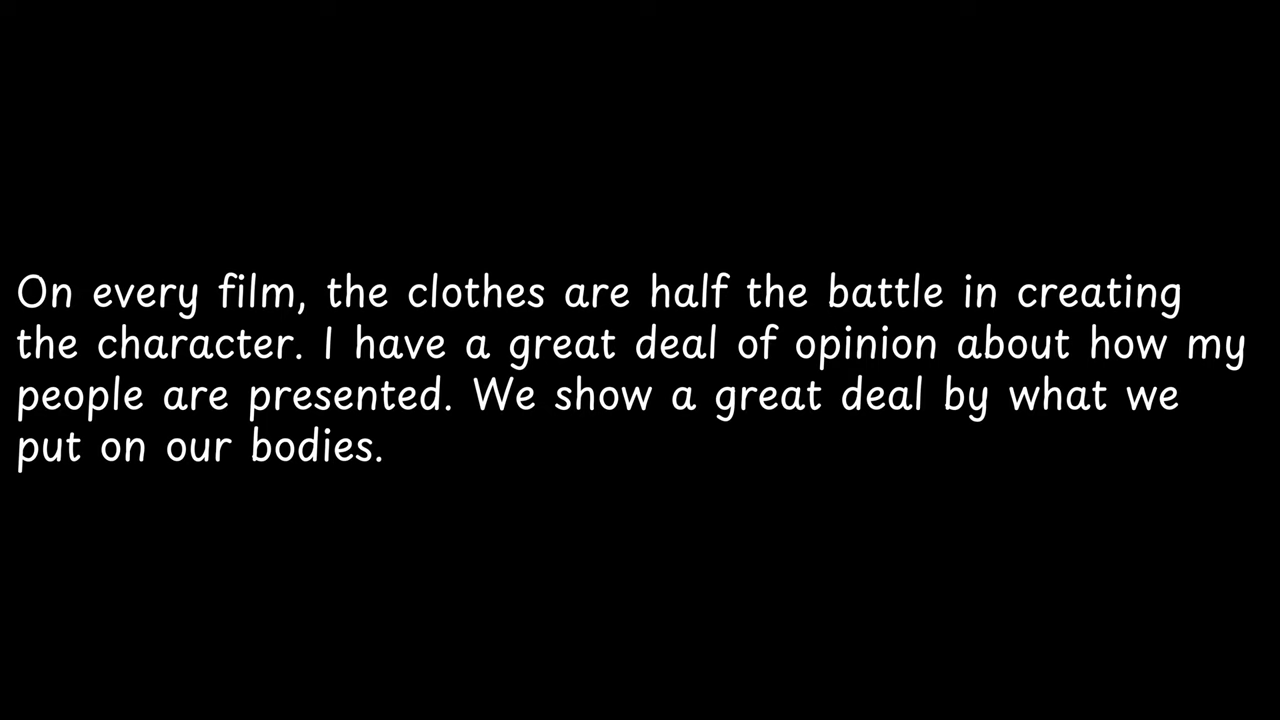 On every film, the clothes are half the battle in creating
the character. I have a great deal of opinion about how my
people are presented. We show a great deal by what we
put on our bodies.